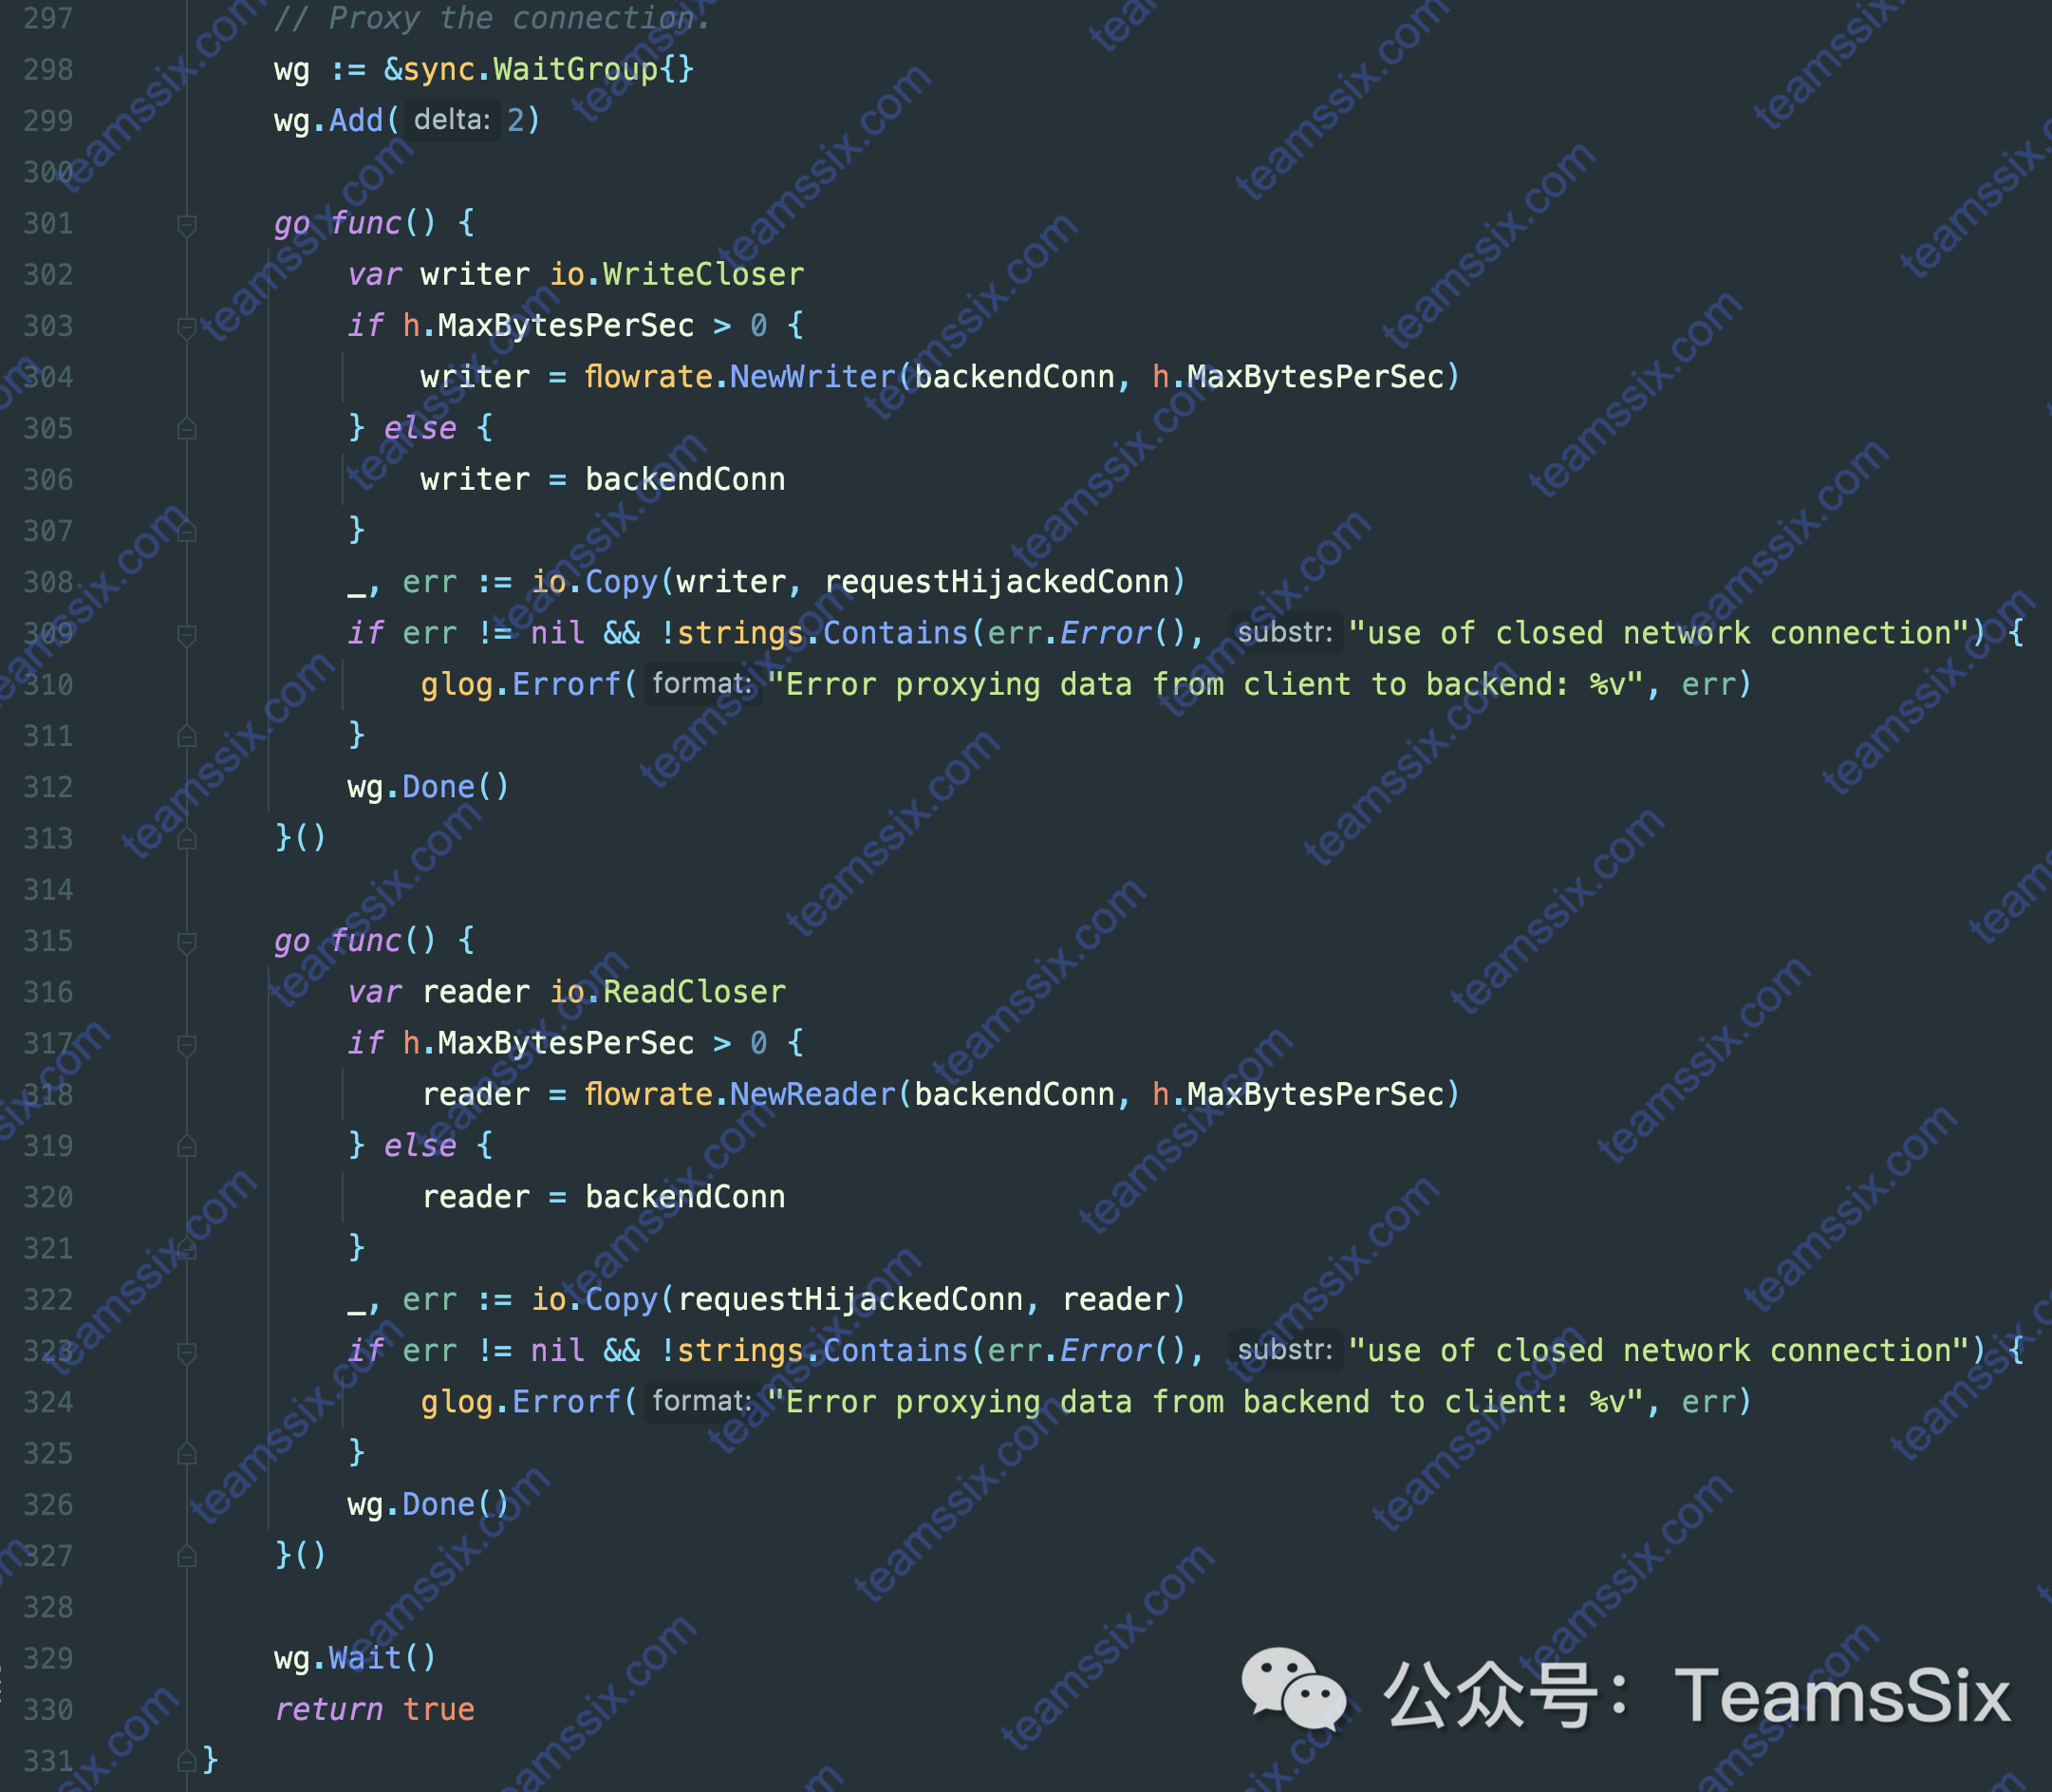 297 // Proxy the connection.
298 wg := &sync.WaitGroup{}
299 wg.Add( delta: 2)
300
301 go func() {
302 var writer io.WriteCloser
303 if h.MaxBytesPerSec > 0 {
304 writer = flowrate.NewWriter(backendConn, h.MaxBytesPerSec)
305 } else {
306 writer = backendConn
307 }
308 _, err := io.Copy(writer, requestHijackedConn)
309 if err != nil && !strings.Contains(err.Error(), substr: "use of closed network connection") {
310 glog.Errorf( format: "Error proxying data from client to backend: %v", err)
311 }
312 wg.Done()
313 }()
314
315 go func() {
316 var reader io.ReadCloser
317 if h.MaxBytesPerSec > 0 {
318 reader = flowrate.NewReader(backendConn, h.MaxBytesPerSec)
319 } else {
320 reader = backendConn
321 }
322 _, err := io.Copy(requestHijackedConn, reader)
323 if err != nil && !strings.Contains(err.Error(), substr: "use of closed network connection") {
324 glog.Errorf( format: "Error proxying data from backend to client: %v", err)
325 }
326 wg.Done()
327 }()
328
329 wg.Wait()
330 return true
331 }
公众号：TeamsSix
teamssix.com